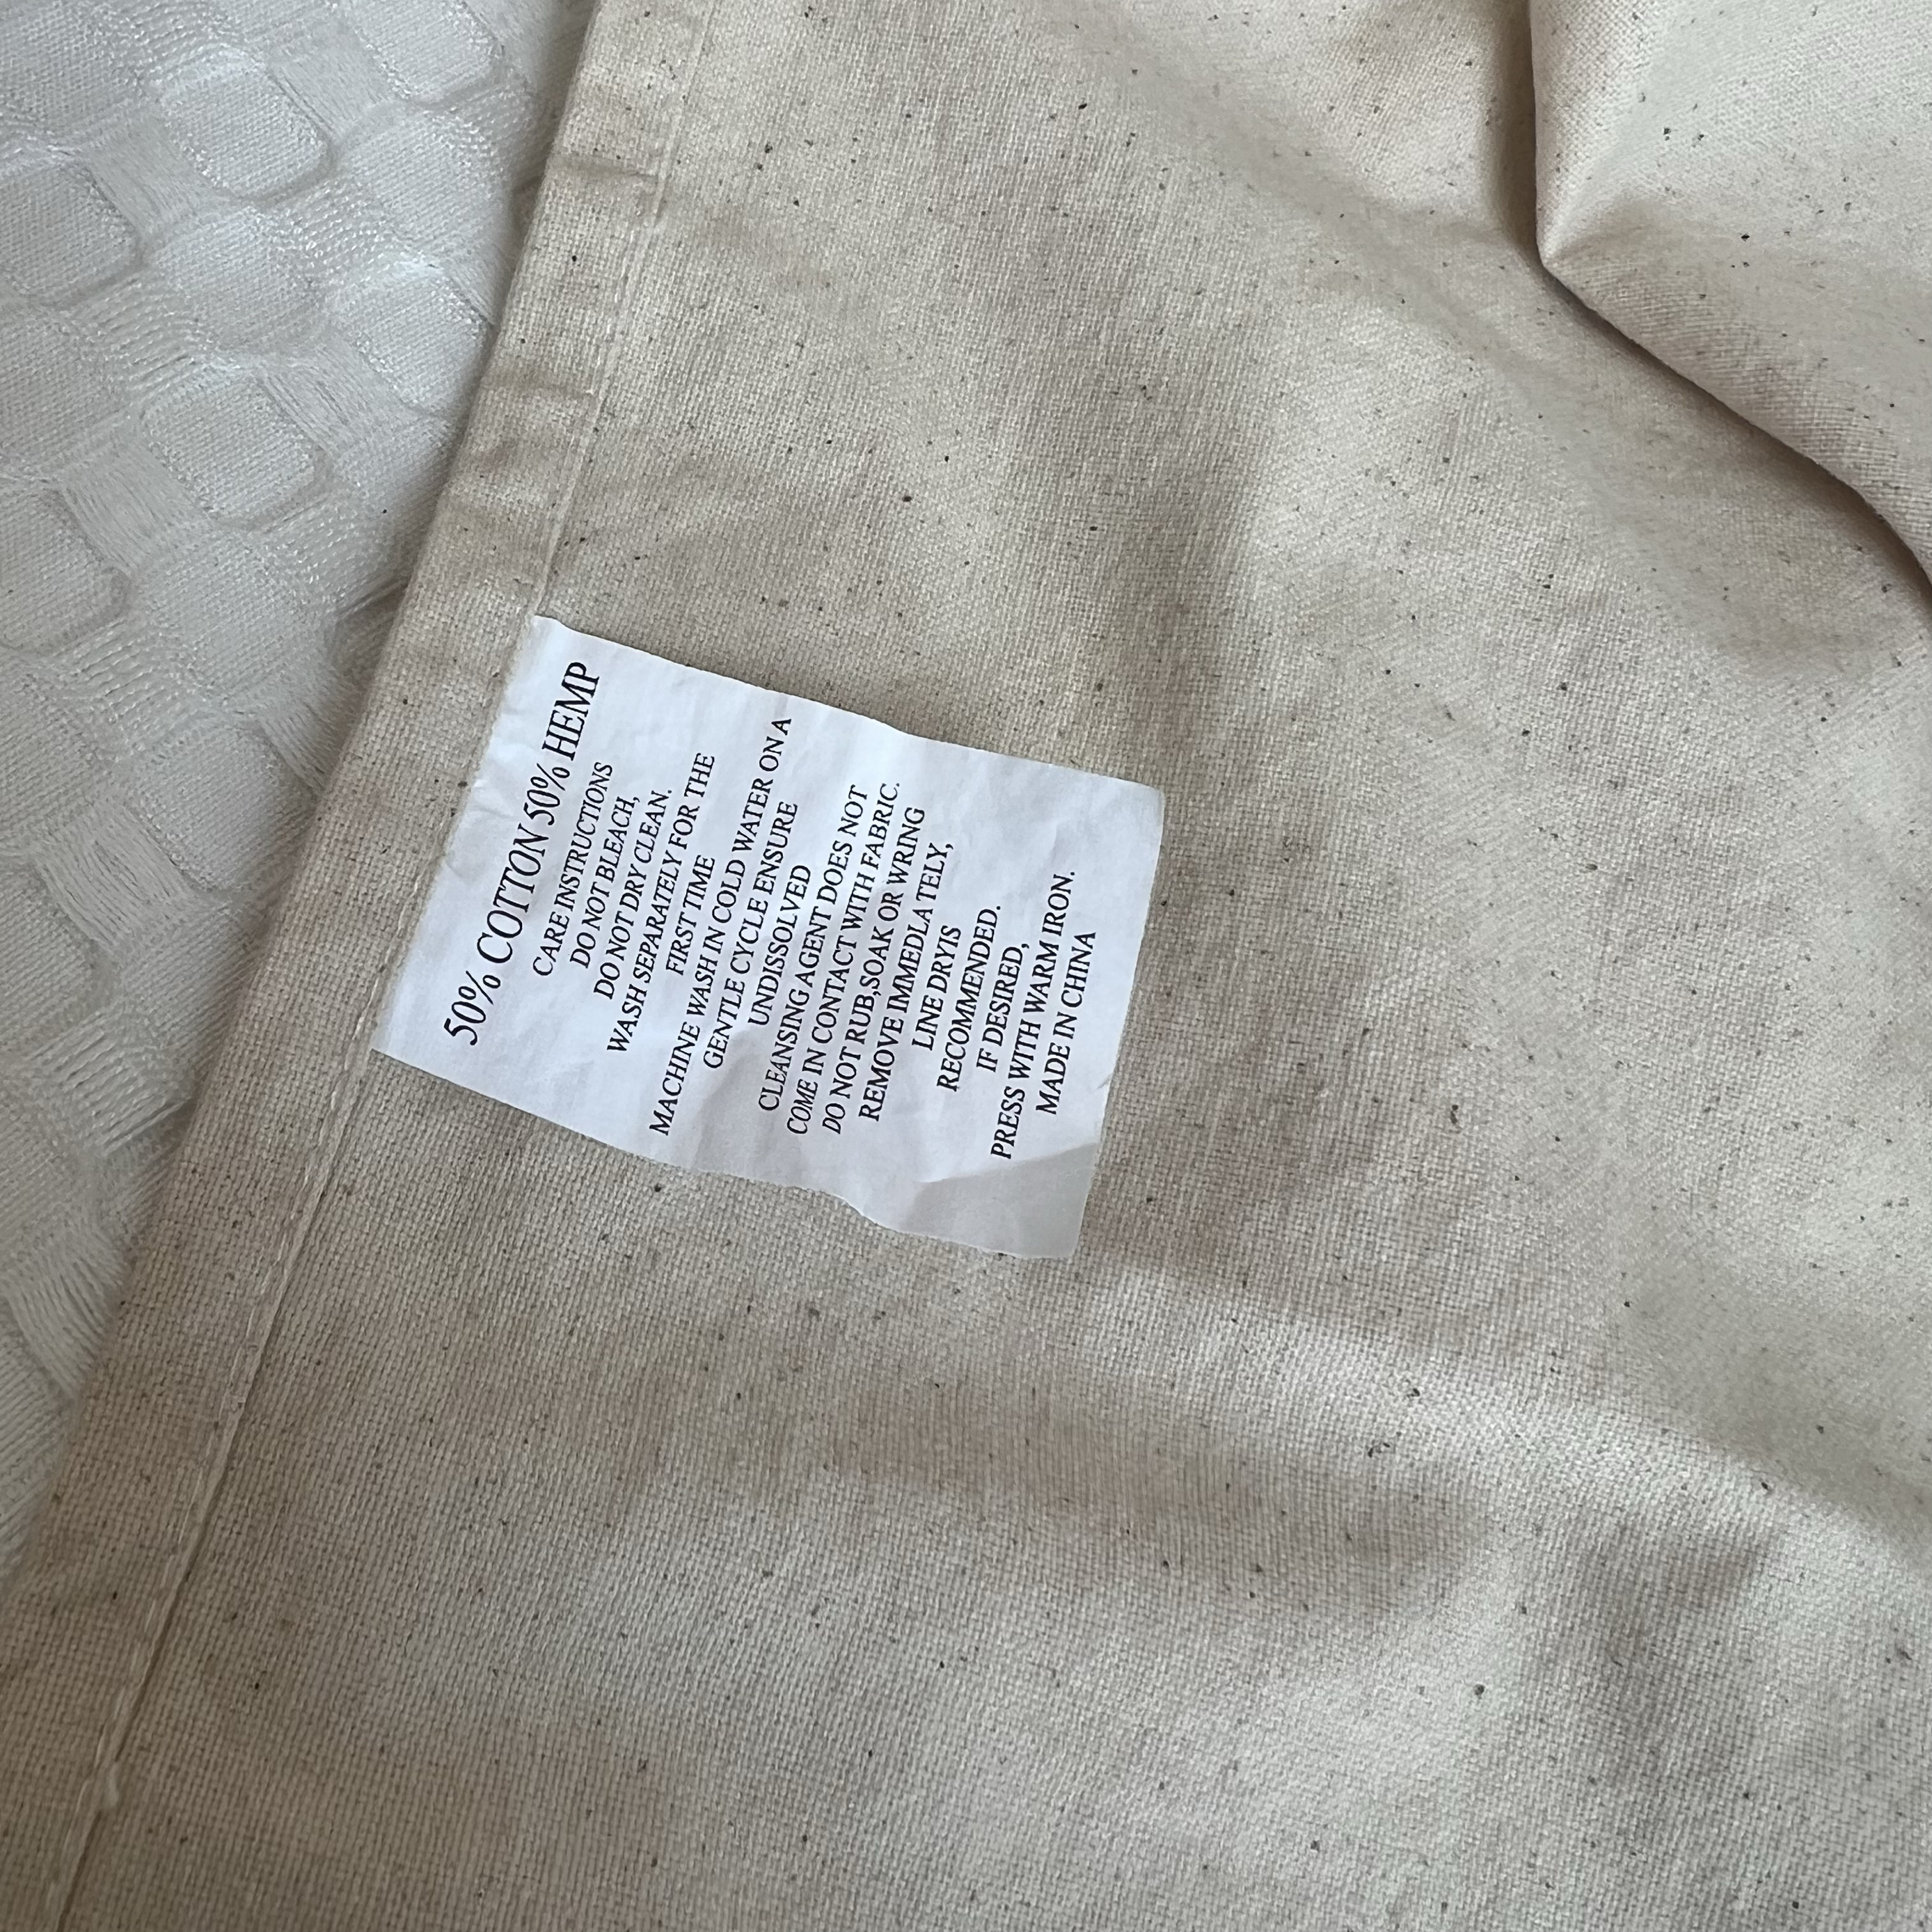 50% COTTON 50% HEMP
CARE INSTRUCTIONS
DO NOT BLEACH,
DO NOT DRY CLEAN.
WASH SEPARATELY FOR THE
FIRST TIME
MACHINE WASH IN COLD WATER ON A
GENTLE CYCLE ENSURE
UNDISSOLVED
CLEANSING AGENT DOES NOT
COME IN CONTACT WITH FABRIC.
DO NOT RUB,SOAK OR WRING
REMOVE IMMEDLA TELY,
LINE DRYIS
RECOMMENDED.
IF DESIRED,
PRESS WITH WARM IRON.
MADE IN CHINA